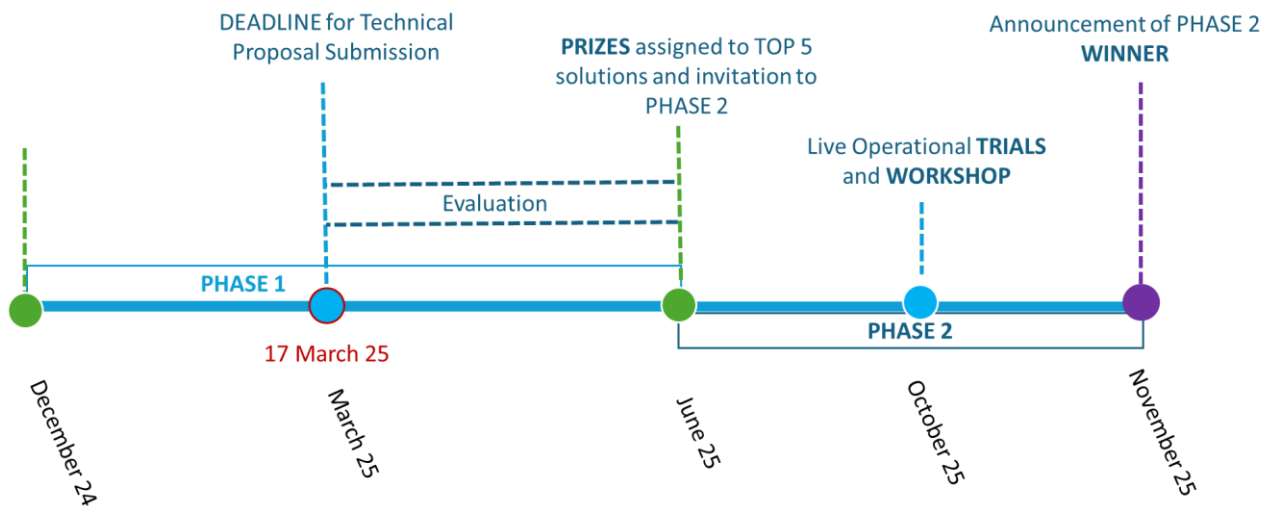 DEADLINE for Technical
Proposal Submission
PRIZES assigned to TOP 5
solutions and invitation to
PHASE 2
Announcement of PHASE 2
WINNER
Live Operational TRIALS
and WORKSHOP
Evaluation
PHASE 1
PHASE 2
17 March 25
December 24
March 25
June 25
October 25
November 25